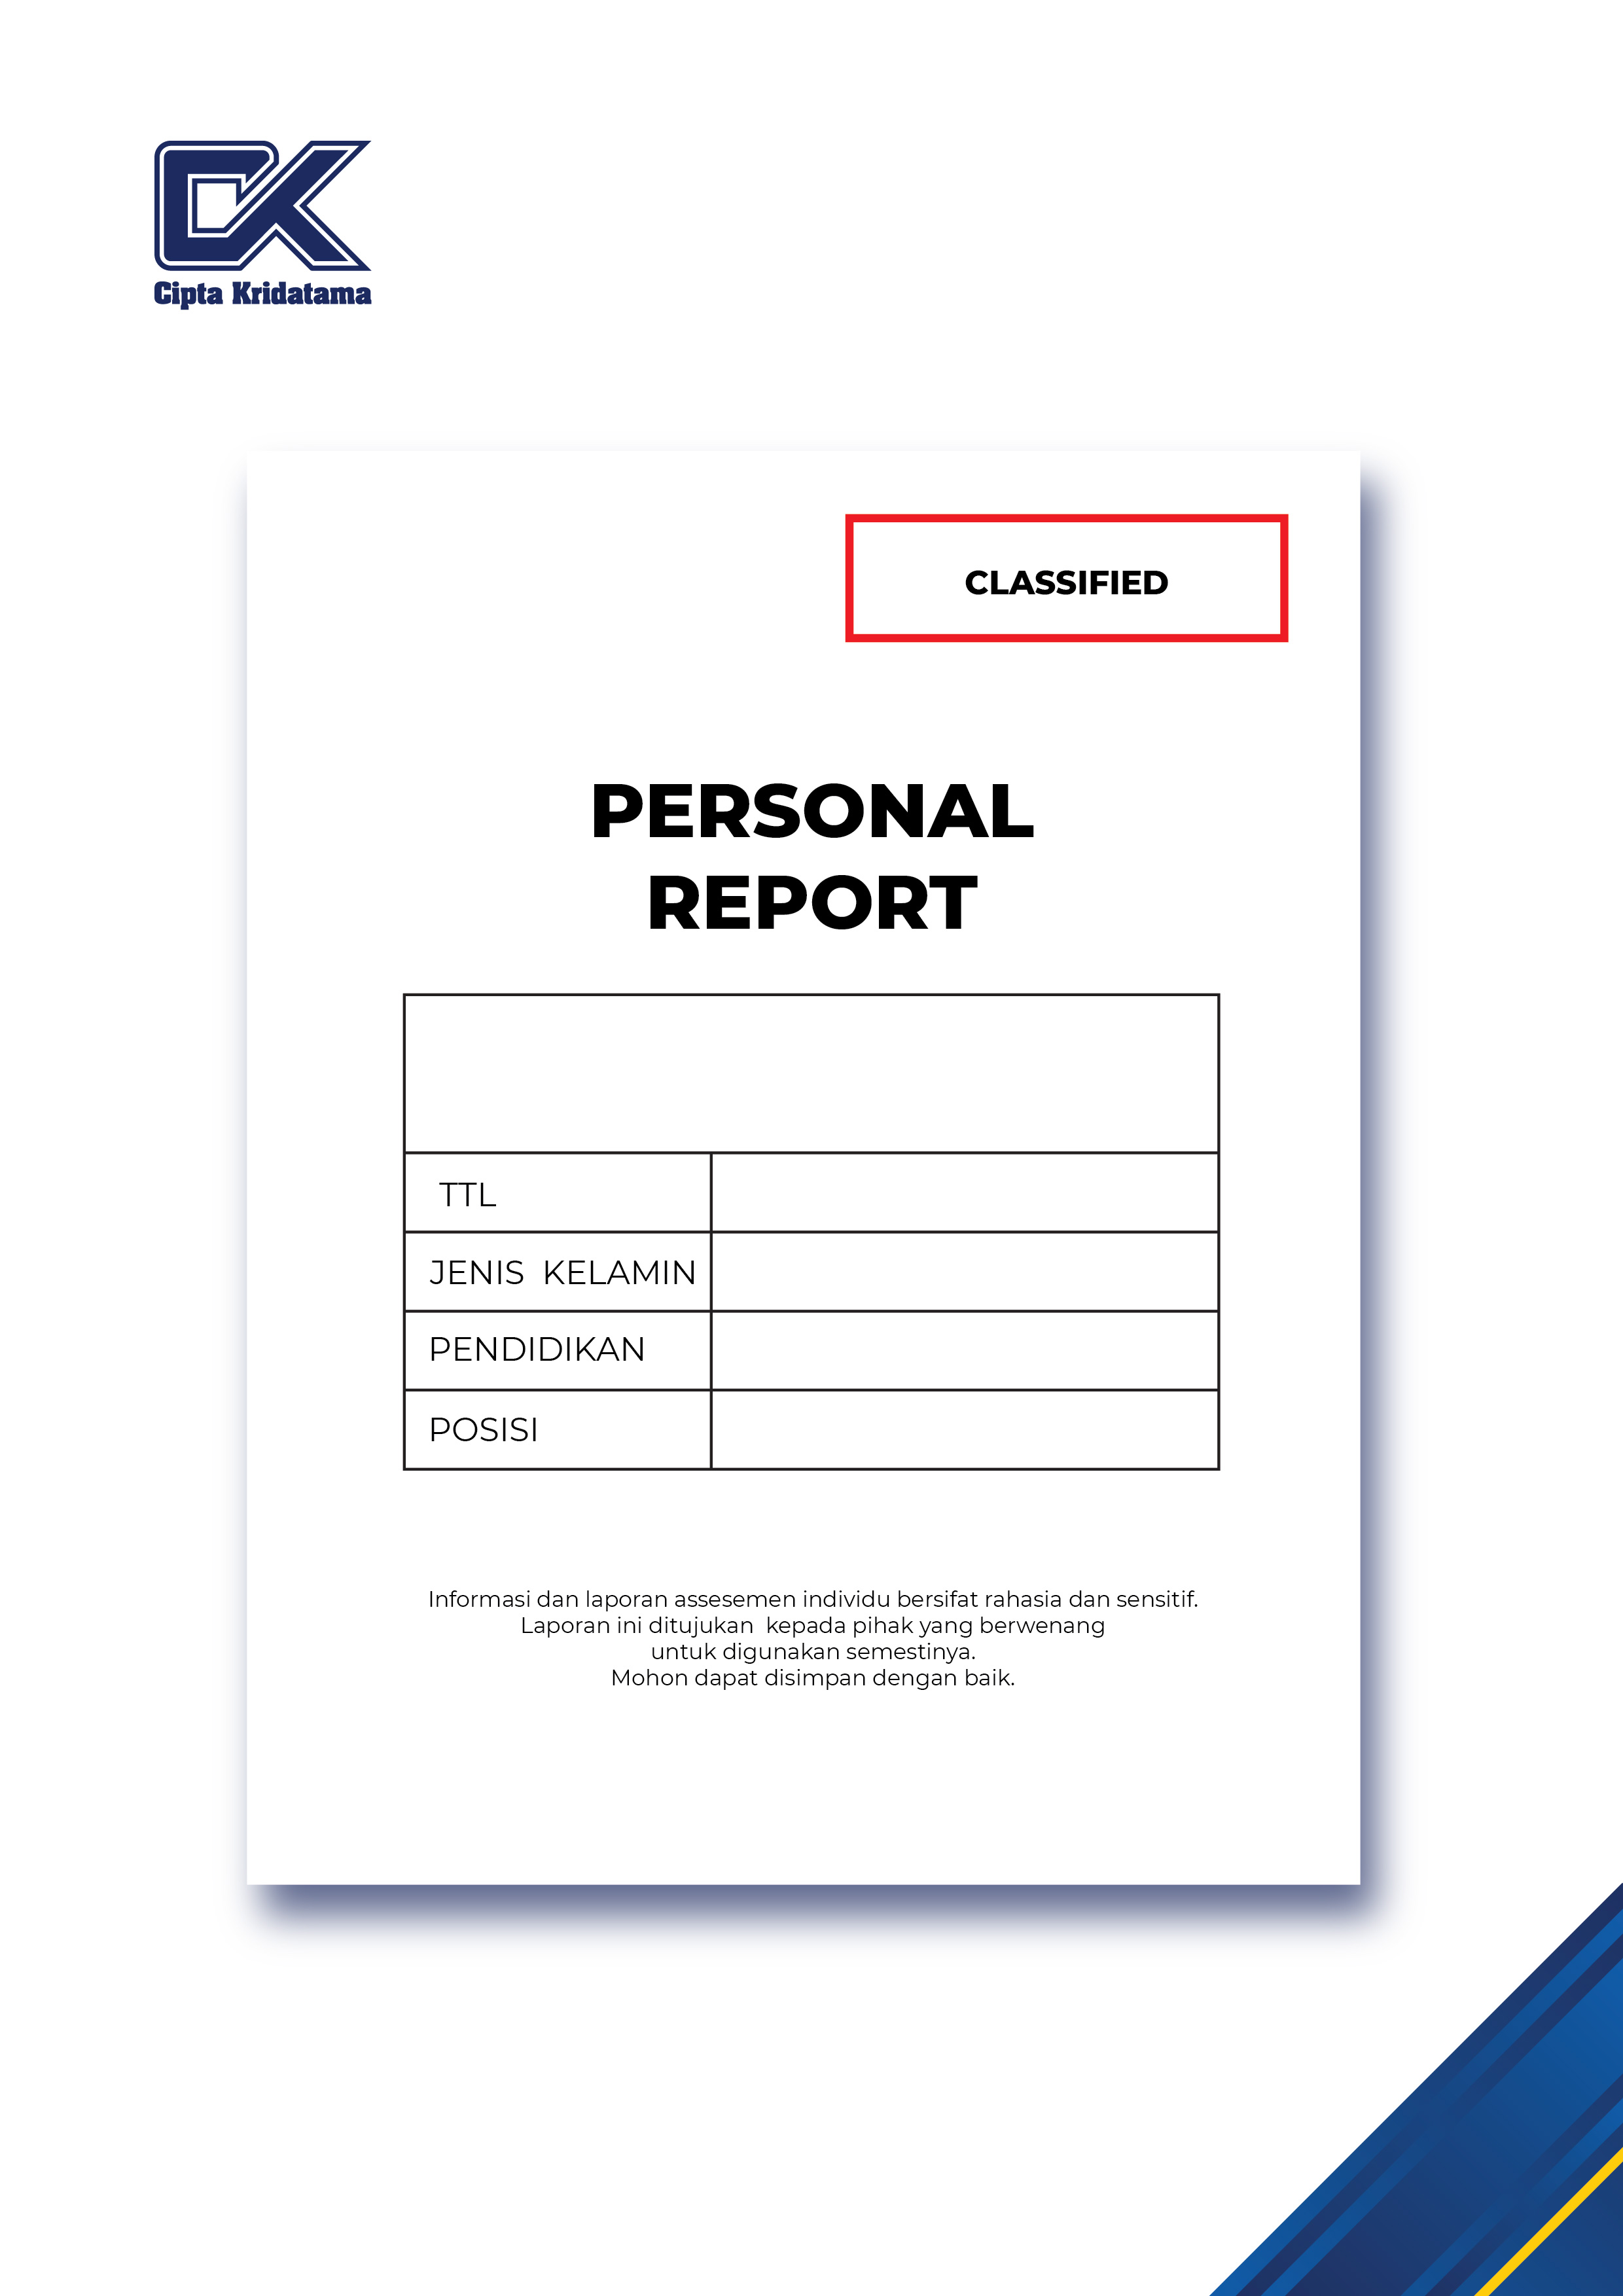 CK
Cipta Kridatama
CLASSIFIED
PERSONAL
REPORT
TTL
JENIS KELAMIN
PENDIDIKAN
POSISI
Informasi dan laporan assesemen individu bersifat rahasia dan sensitif.
Laporan ini ditujukan kepada pihak yang berwenang
untuk digunakan semestinya.
Mohon dapat disimpan dengan baik.